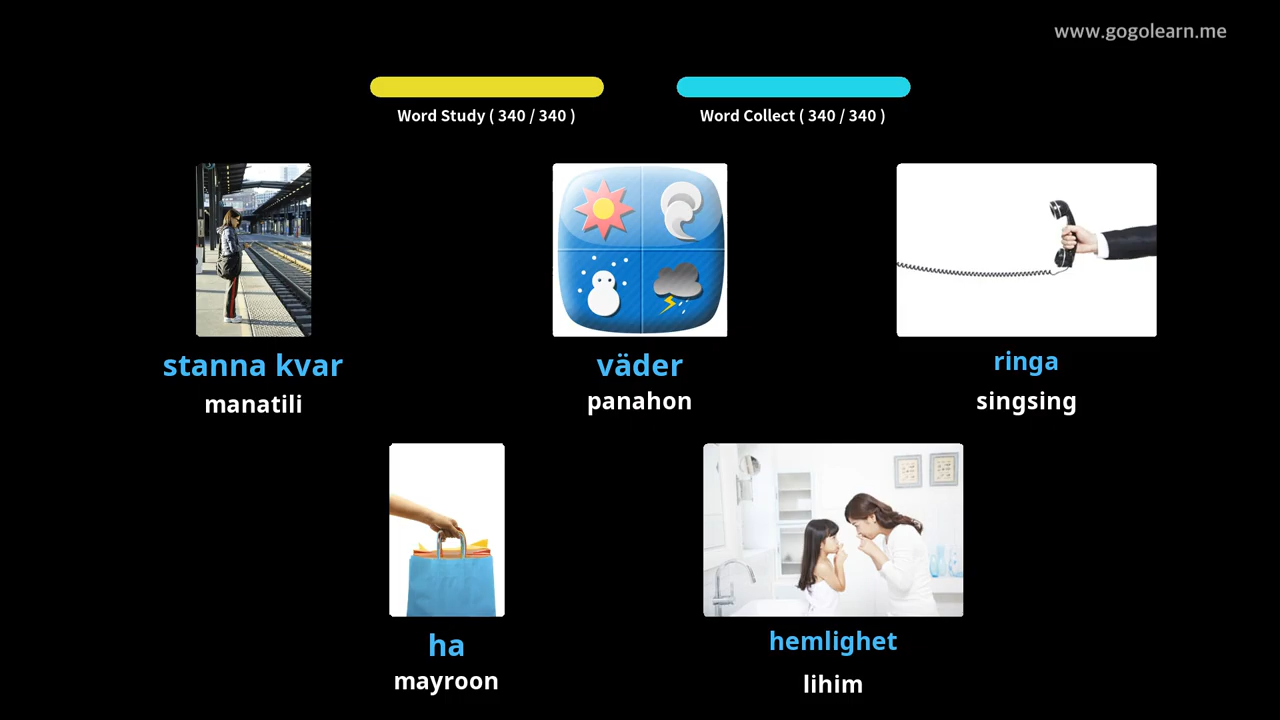 www.gogolearn.me
Word Study ( 340 / 340 )
Word Collect ( 340 / 340 )
stanna kvar
manatili
väder
panahon
ringa
singsing
ha
mayroon
hemlighet
lihim